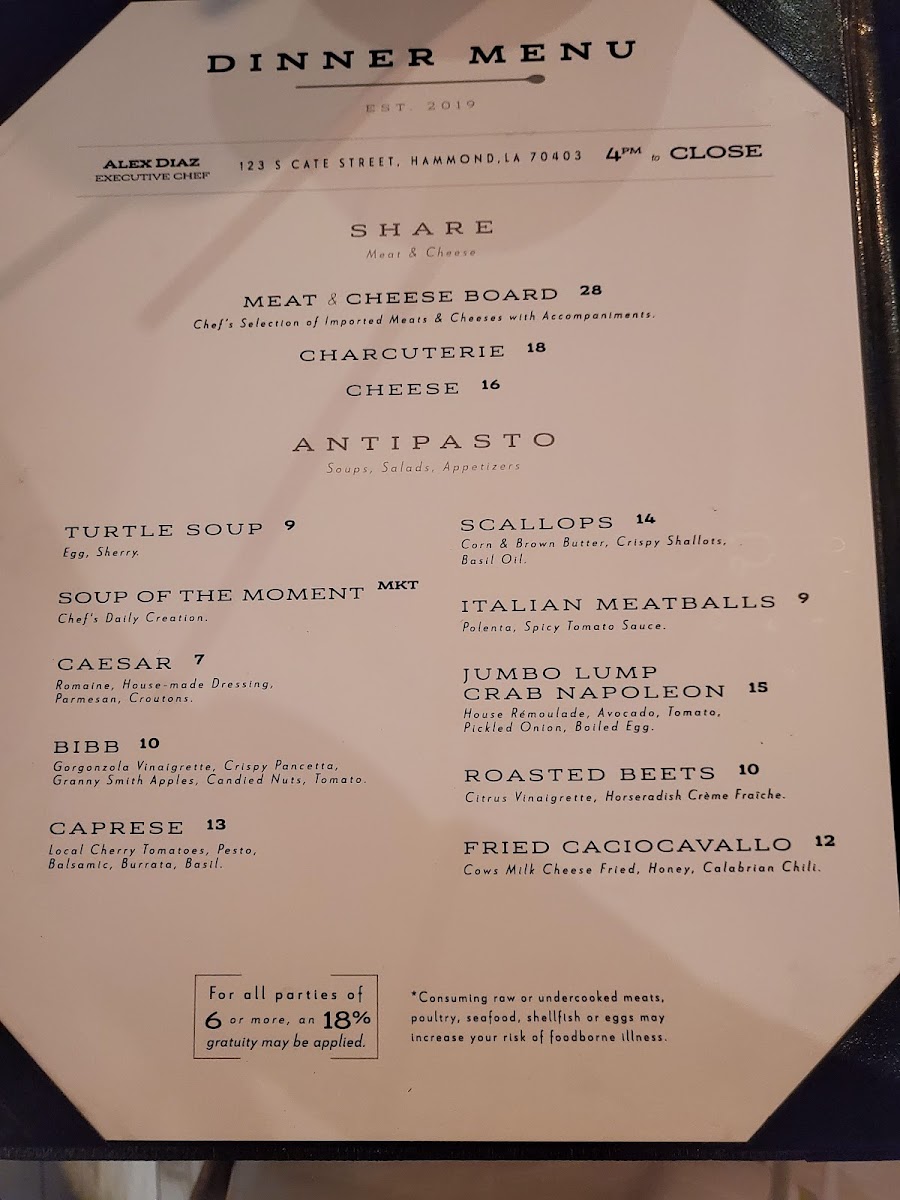 DINNER MENU
EST. 2019
ALEX DIAZ
EXECUTIVE CHEF
123 S CATE STREET, HAMMOND, LA 70403
4PM to CLOSE
SHARE
Meat & Cheese
MEAT & CHEESE BOARD 28
Chef's Selection of Imported Meats & Cheeses with Accompaniments.
CHARCUTERIE 18
CHEESE 16
ANTIPASTO
Soups, Salads, Appetizers
TURTLE SOUP 9
Egg, Sherry.
SOUP OF THE MOMENT MKT
Chef's Daily Creation.
CAESAR 7
Romaine, House-made Dressing,
Parmesan, Croutons.
BIBB 10
Gorgonzola Vinaigrette, Crispy Pancetta,
Granny Smith Apples, Candied Nuts, Tomato.
CAPRESE 13
Local Cherry Tomatoes, Pesto,
Balsamic, Burrata, Basil.
SCALLOPS 14
Corn & Brown Butter, Crispy Shallots,
Basil Oil.
ITALIAN MEATBALLS 9
Polenta, Spicy Tomato Sauce.
JUMBO LUMP
CRAB NAPOLEON 15
House Rémoulade, Avocado, Tomato,
Pickled Onion, Boiled Egg.
ROASTED BEETS 10
Citrus Vinaigrette, Horseradish Crème Fraîche.
FRIED CACIOCAVALLO 12
Cows Milk Cheese Fried, Honey, Calabrian Chili.
For all parties of
6 or more, an 18%
gratuity may be applied.
*Consuming raw or undercooked meats,
poultry, seafood, shellfish or eggs may
increase your risk of foodborne illness.